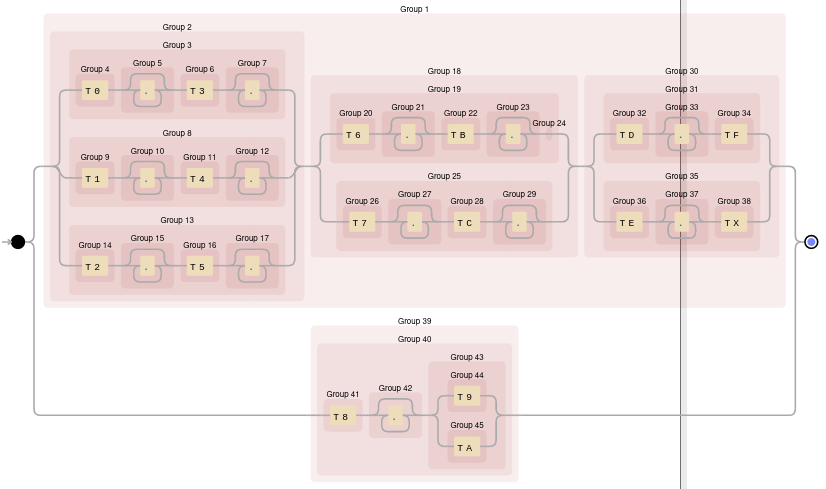 Group 1
Group 2
Group 3
Group 4
Group 5
Group 6
Group 7
T 0
.
T 3
.
Group 8
Group 9
Group 10
Group 11
Group 12
T 1
.
T 4
.
Group 13
Group 14
Group 15
Group 16
Group 17
T 2
.
T 5
.
Group 18
Group 19
Group 20
Group 21
Group 22
Group 23
Group 24
T 6
.
T B
.
Group 25
Group 26
Group 27
Group 28
Group 29
T 7
.
T C
.
Group 30
Group 31
Group 32
Group 33
Group 34
T D
.
T F
Group 35
Group 36
Group 37
Group 38
T E
.
T X
Group 39
Group 40
Group 41
Group 42
T 8
.
Group 43
Group 44
T 9
Group 45
T A